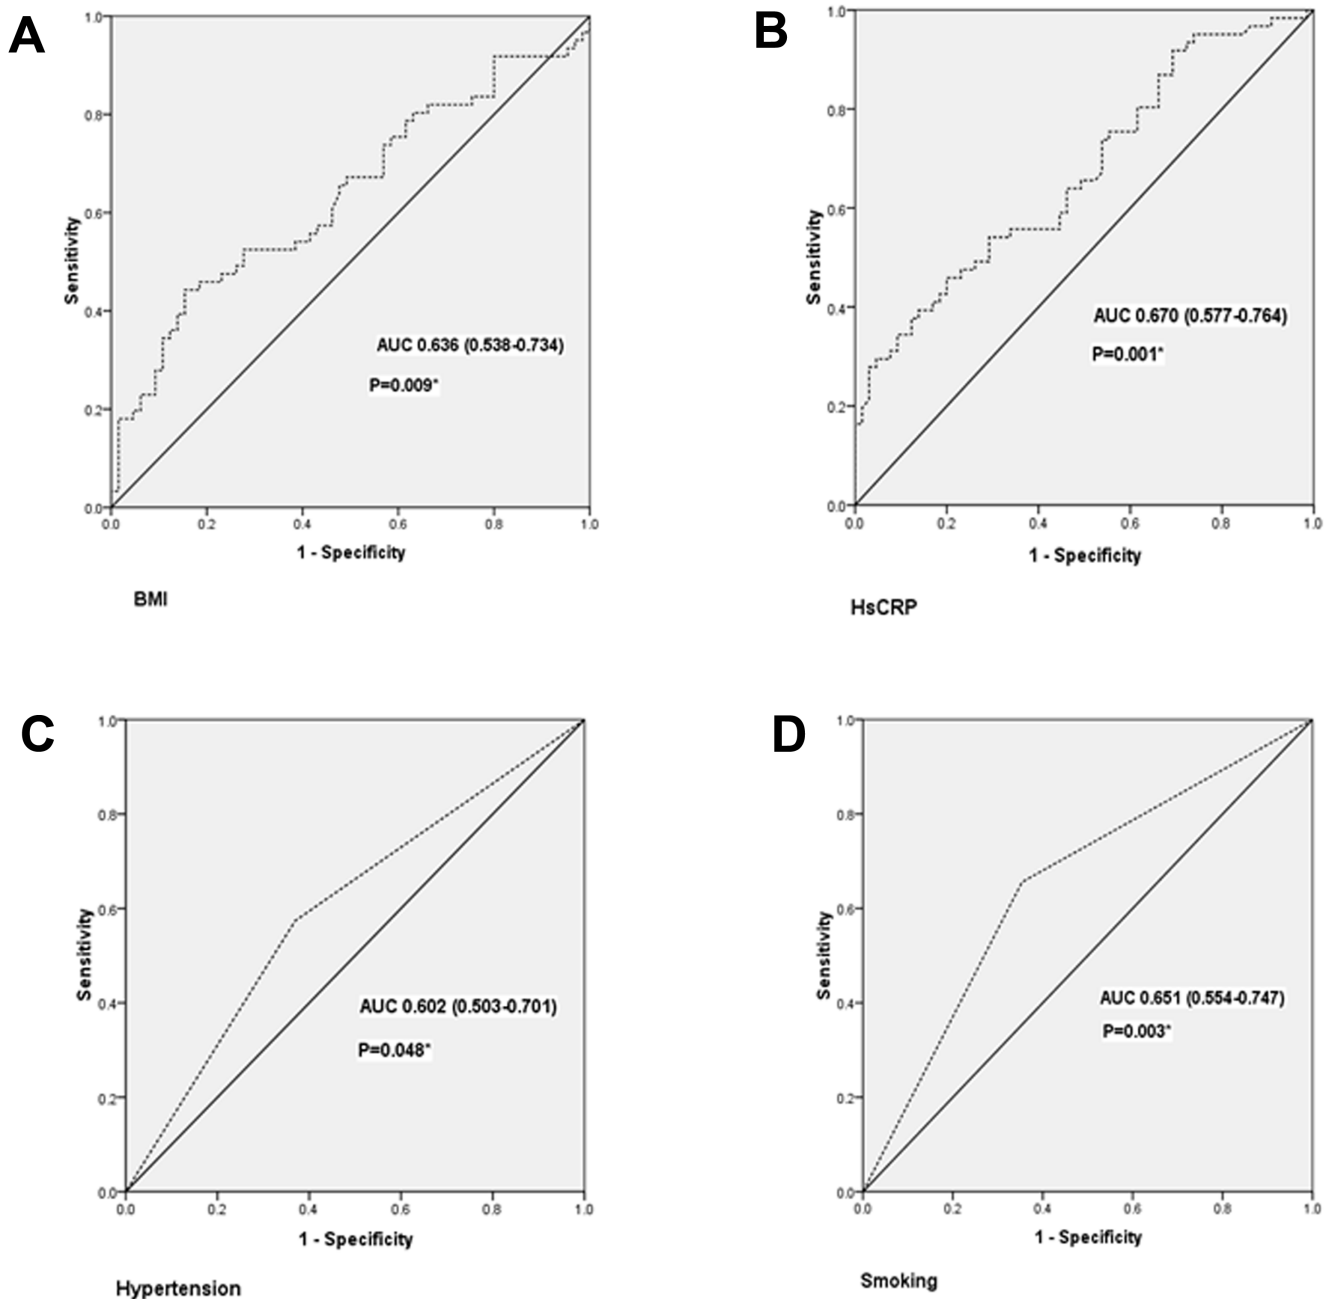 A
1.0
0.8
0.6
0.4
0.2
0.0
Sensitivity
AUC 0.636 (0.538-0.734)
P=0.009*
0.0 0.2 0.4 0.6 0.8 1.0
1 - Specificity
BMI
B
1.0
0.8
0.6
0.4
0.2
0.0
Sensitivity
AUC 0.670 (0.577-0.764)
P=0.001*
0.0 0.2 0.4 0.6 0.8 1.0
1 - Specificity
HsCRP
C
1.0
0.8
0.6
0.4
0.2
0.0
Sensitivity
AUC 0.602 (0.503-0.701)
P=0.048*
0.0 0.2 0.4 0.6 0.8 1.0
1 - Specificity
Hypertension
D
1.0
0.8
0.6
0.4
0.2
0.0
Sensitivity
AUC 0.651 (0.554-0.747)
P=0.003*
0.0 0.2 0.4 0.6 0.8 1.0
1 - Specificity
Smoking